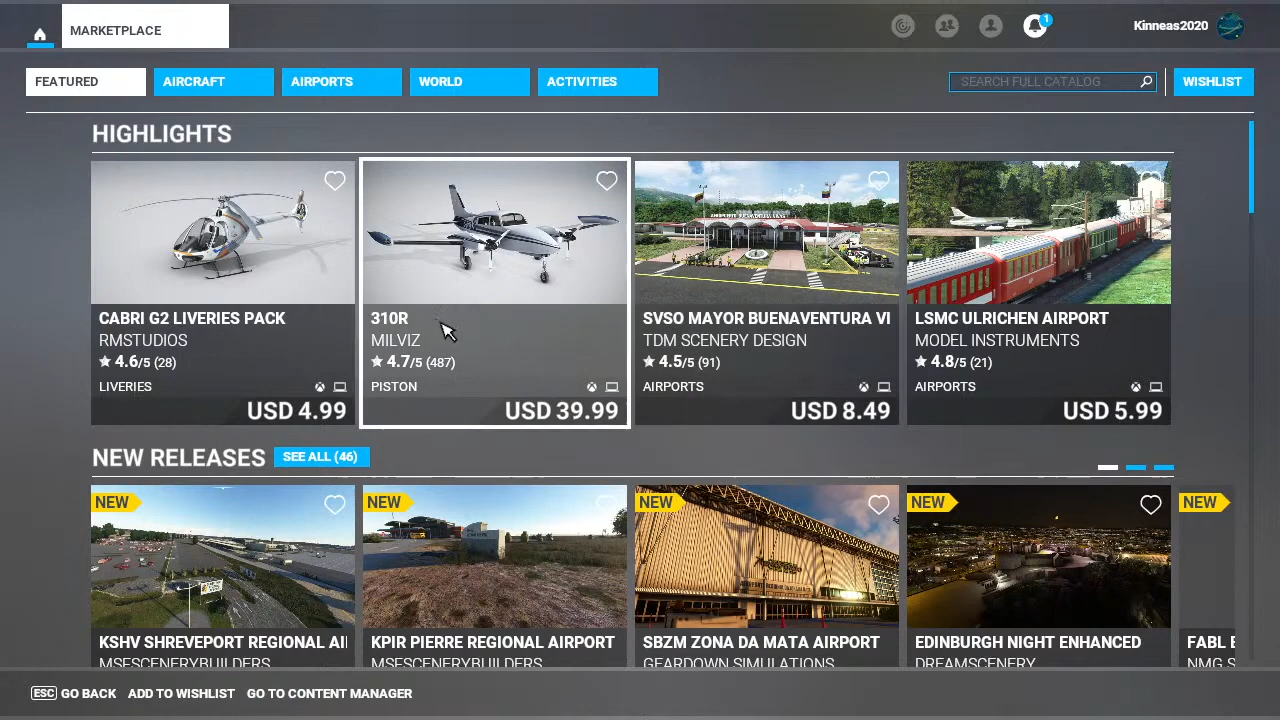 MARKETPLACE
1
Kinneas2020
FEATURED
AIRCRAFT
AIRPORTS
WORLD
ACTIVITIES
SEARCH FULL CATALOG
WISHLIST
HIGHLIGHTS
CABRI G2 LIVERIES PACK
RMSTUDIOS
4.6/5 (28)
LIVERIES
USD 4.99
310R
MILVIZ
4.7/5 (487)
PISTON
USD 39.99
SVSO MAYOR BUENAVENTURA VI
TDM SCENERY DESIGN
4.5/5 (91)
AIRPORTS
USD 8.49
LSMC ULRICHEN AIRPORT
MODEL INSTRUMENTS
4.8/5 (21)
AIRPORTS
USD 5.99
NEW RELEASES
SEE ALL (46)
NEW
KSHV SHREVEPORT REGIONAL AI
MSFSCENERYBUILDERS
NEW
KPIR PIERRE REGIONAL AIRPORT
MSFSCENERYBUILDERS
NEW
SBZM ZONA DA MATA AIRPORT
GEARDOWN SIMULATIONS
NEW
EDINBURGH NIGHT ENHANCED
DREAMSCENERY
NEW
FABL
NMG S
ESC GO BACK
ADD TO WISHLIST
GO TO CONTENT MANAGER